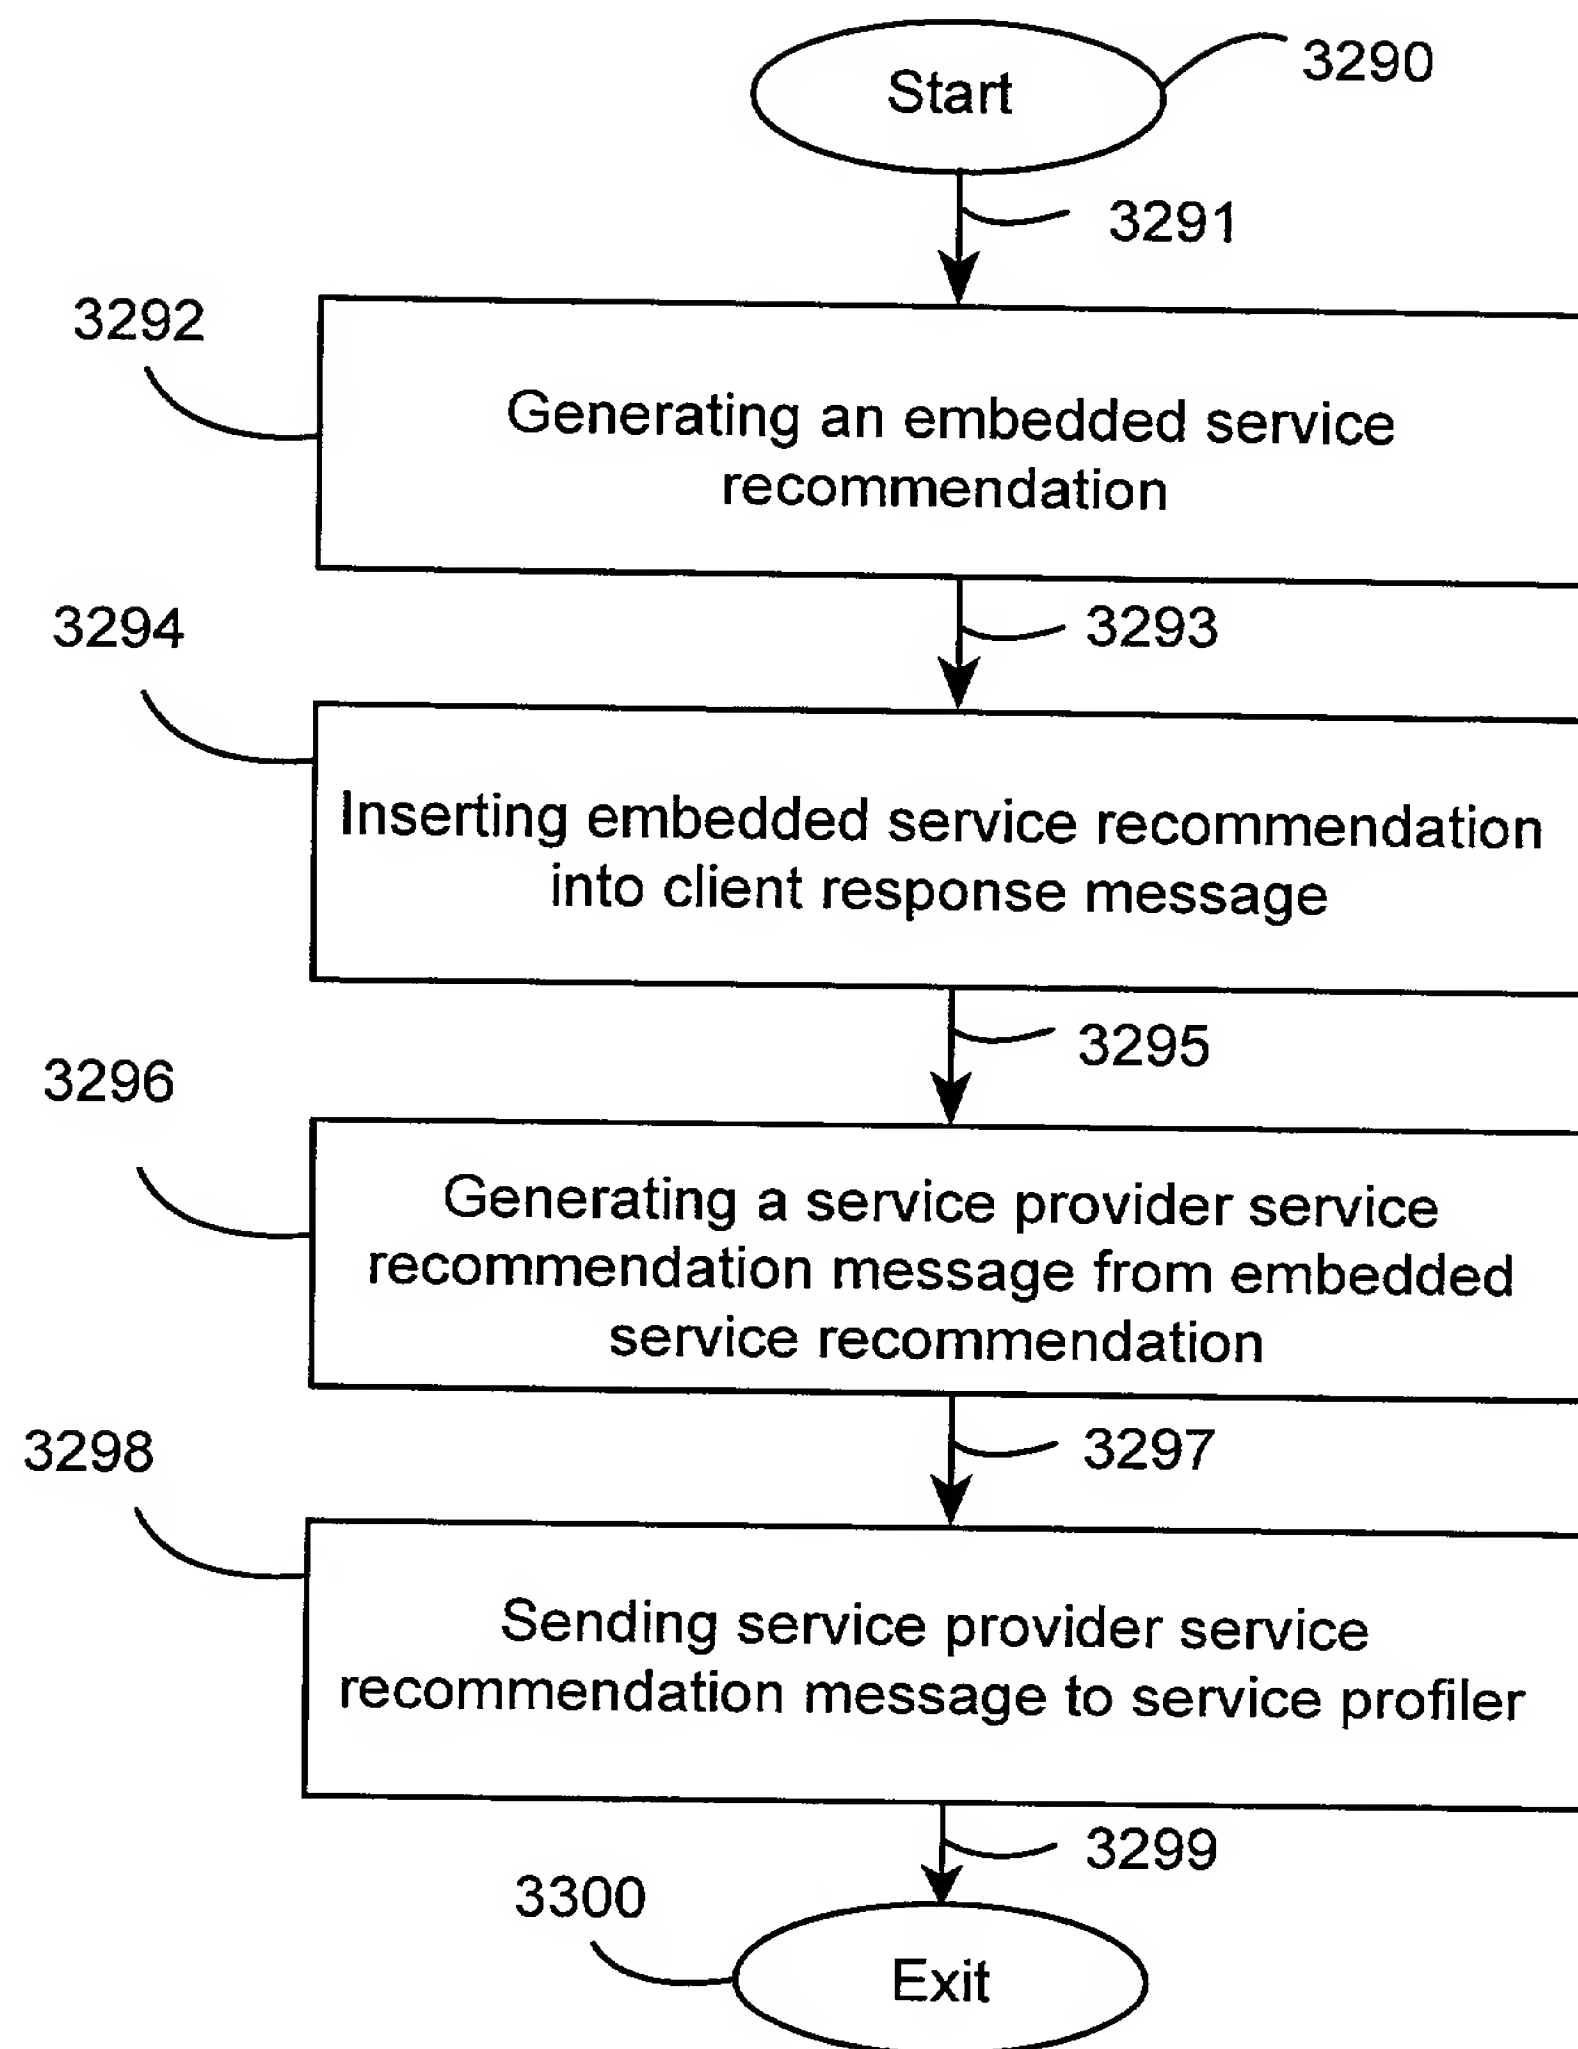 Start
3290
3291
3292
Generating an embedded service
recommendation
3293
3294
Inserting embedded service recommendation
into client response message
3295
3296
Generating a service provider service
recommendation message from embedded
service recommendation
3297
3298
Sending service provider service
recommendation message to service profiler
3299
3300
Exit